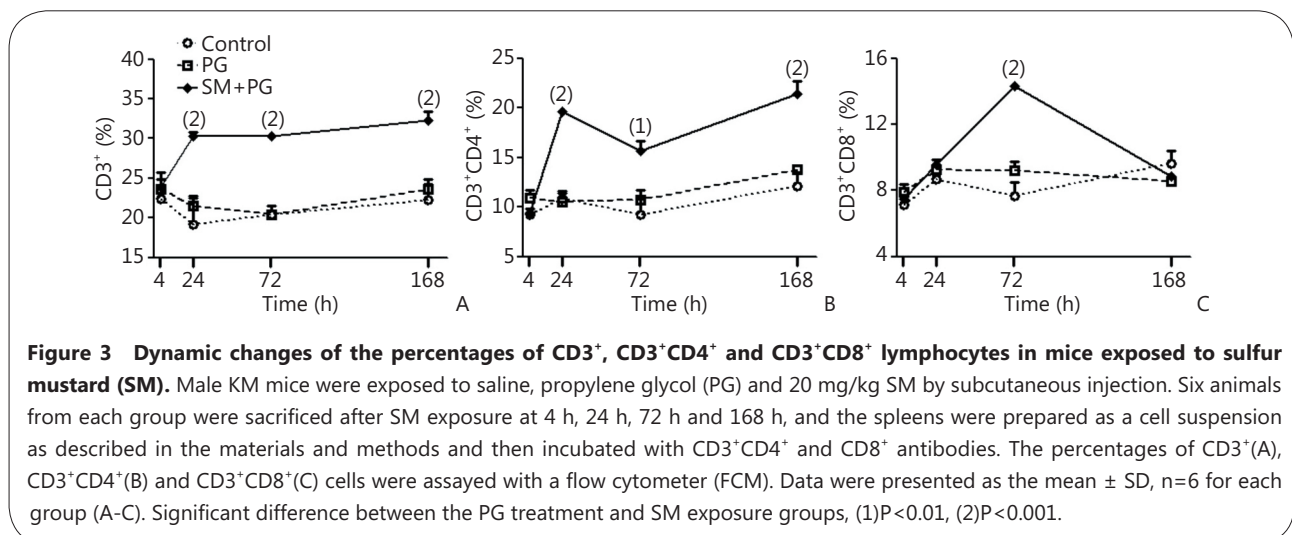 Control
PG
SM+PG
40
35
30
25
20
15
CD3⁺ (%)
(2)
(2)
(2)
4
24
72
168
Time (h)
A
25
20
15
10
5
CD3⁺CD4⁺ (%)
(2)
(1)
(2)
4
24
72
168
Time (h)
B
16
12
8
4
CD3⁺CD8⁺ (%)
(2)
4
24
72
168
Time (h)
C
Figure 3 Dynamic changes of the percentages of CD3⁺, CD3⁺CD4⁺ and CD3⁺CD8⁺ lymphocytes in mice exposed to sulfur
mustard (SM). Male KM mice were exposed to saline, propylene glycol (PG) and 20 mg/kg SM by subcutaneous injection. Six animals
from each group were sacrificed after SM exposure at 4 h, 24 h, 72 h and 168 h, and the spleens were prepared as a cell suspension
as described in the materials and methods and then incubated with CD3⁺CD4⁺ and CD8⁺ antibodies. The percentages of CD3⁺(A),
CD3⁺CD4⁺(B) and CD3⁺CD8⁺(C) cells were assayed with a flow cytometer (FCM). Data were presented as the mean ± SD, n=6 for each
group (A-C). Significant difference between the PG treatment and SM exposure groups, (1)P<0.01, (2)P<0.001.